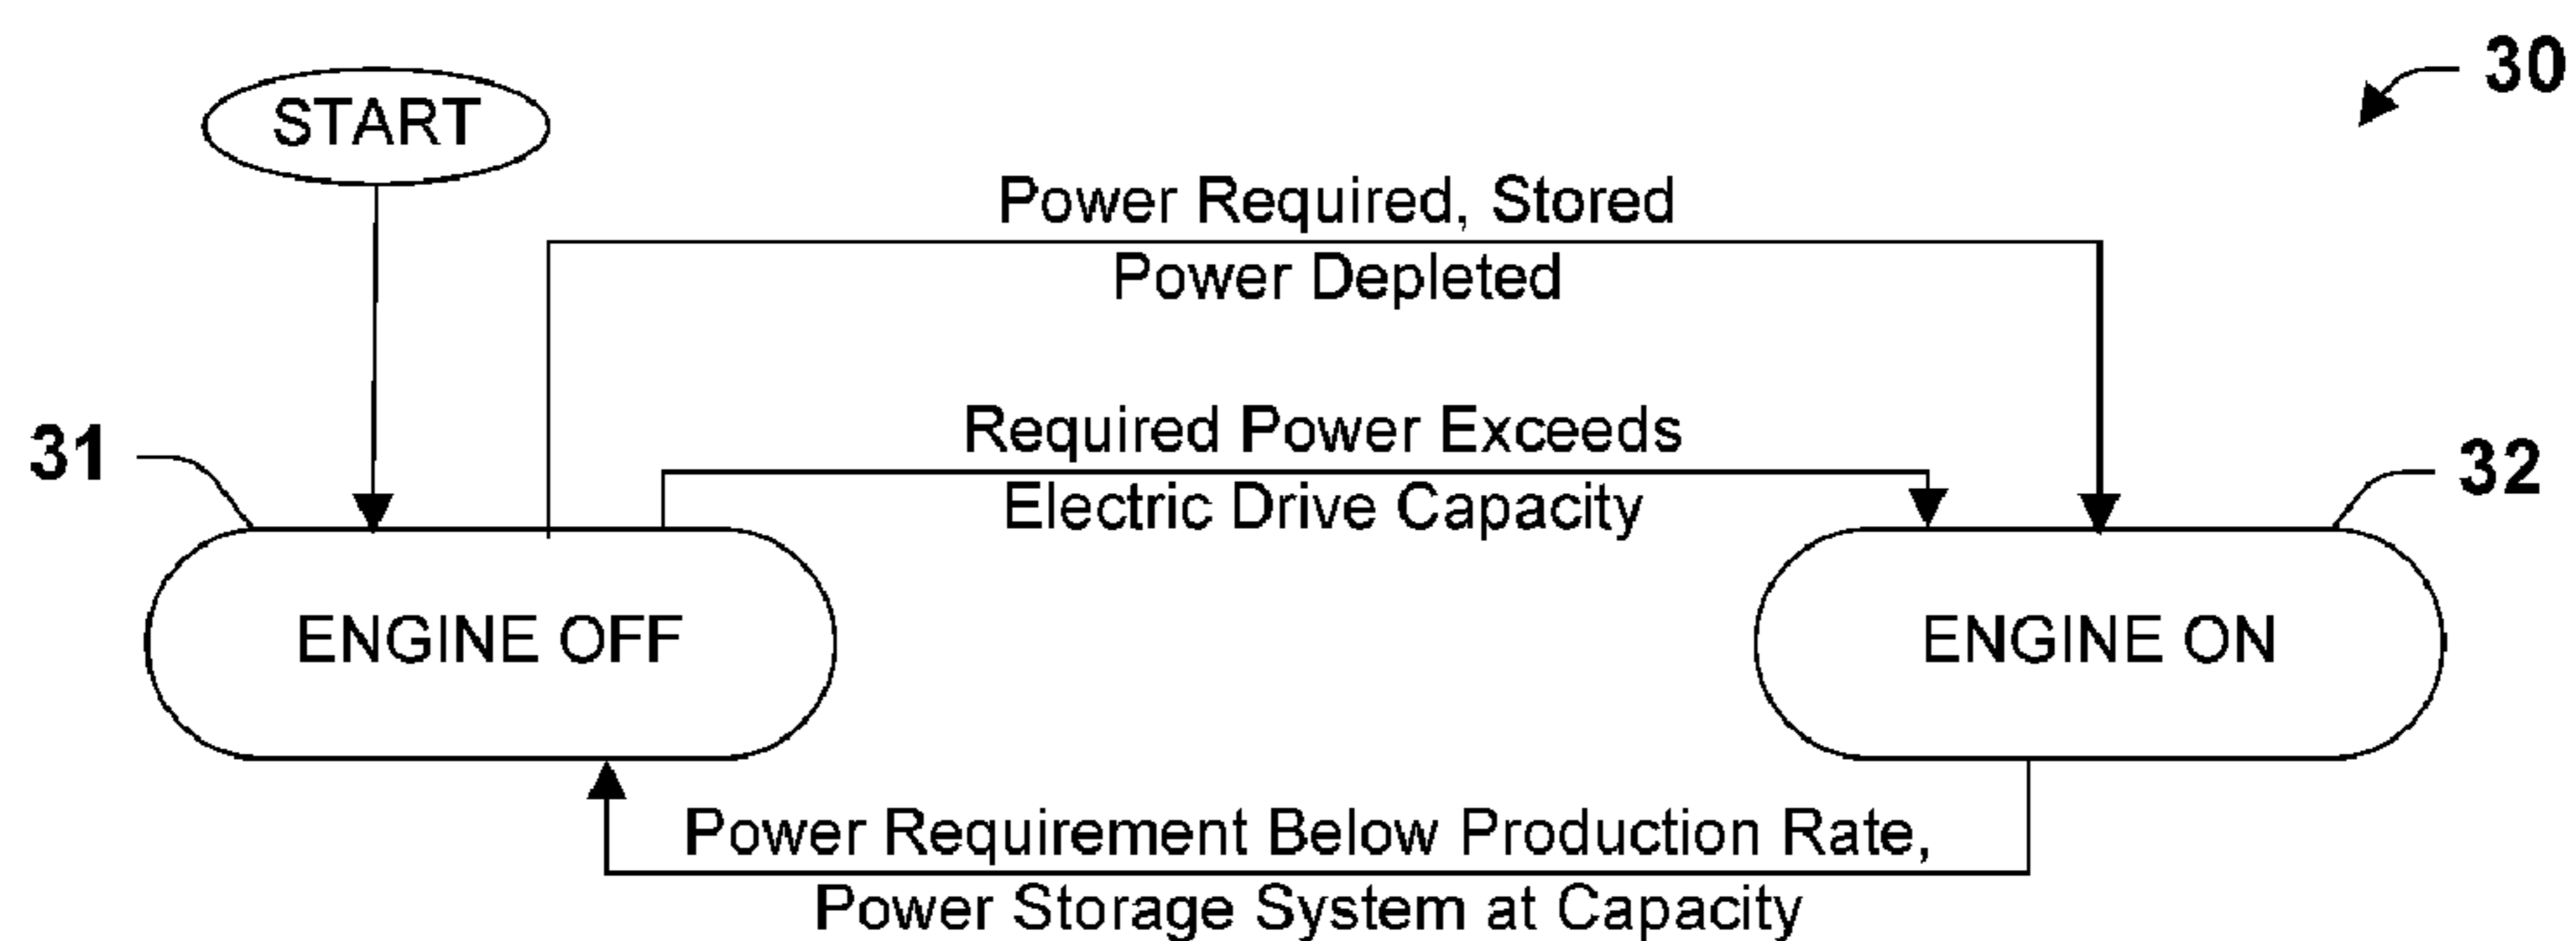 30
START
Power Required, Stored
Power Depleted
31
Required Power Exceeds
Electric Drive Capacity
32
ENGINE OFF
ENGINE ON
Power Requirement Below Production Rate,
Power Storage System at Capacity